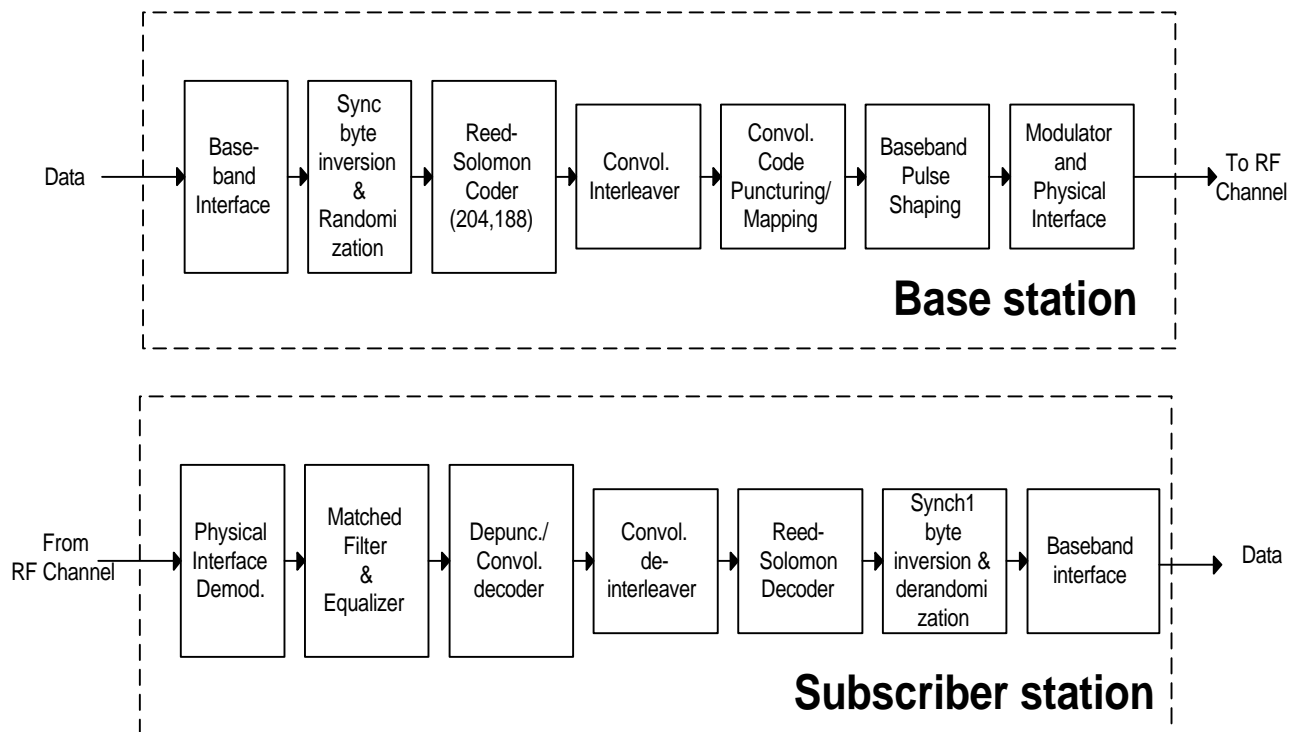 Data
Base-
band
Interface
Sync
byte
inversion
&
Randomi
zation
Reed-
Solomon
Coder
(204,188)
Convol.
Interleaver
Convol.
Code
Puncturing/
Mapping
Baseband
Pulse
Shaping
Modulator
and
Physical
Interface
To RF
Channel
Base station
From
RF Channel
Physical
Interface
Demod.
Matched
Filter
&
Equalizer
Depunc./
Convol.
decoder
Convol.
de-
interleaver
Reed-
Solomon
Decoder
Synch1
byte
inversion &
derandomi
zation
Baseband
interface
Data
Subscriber station